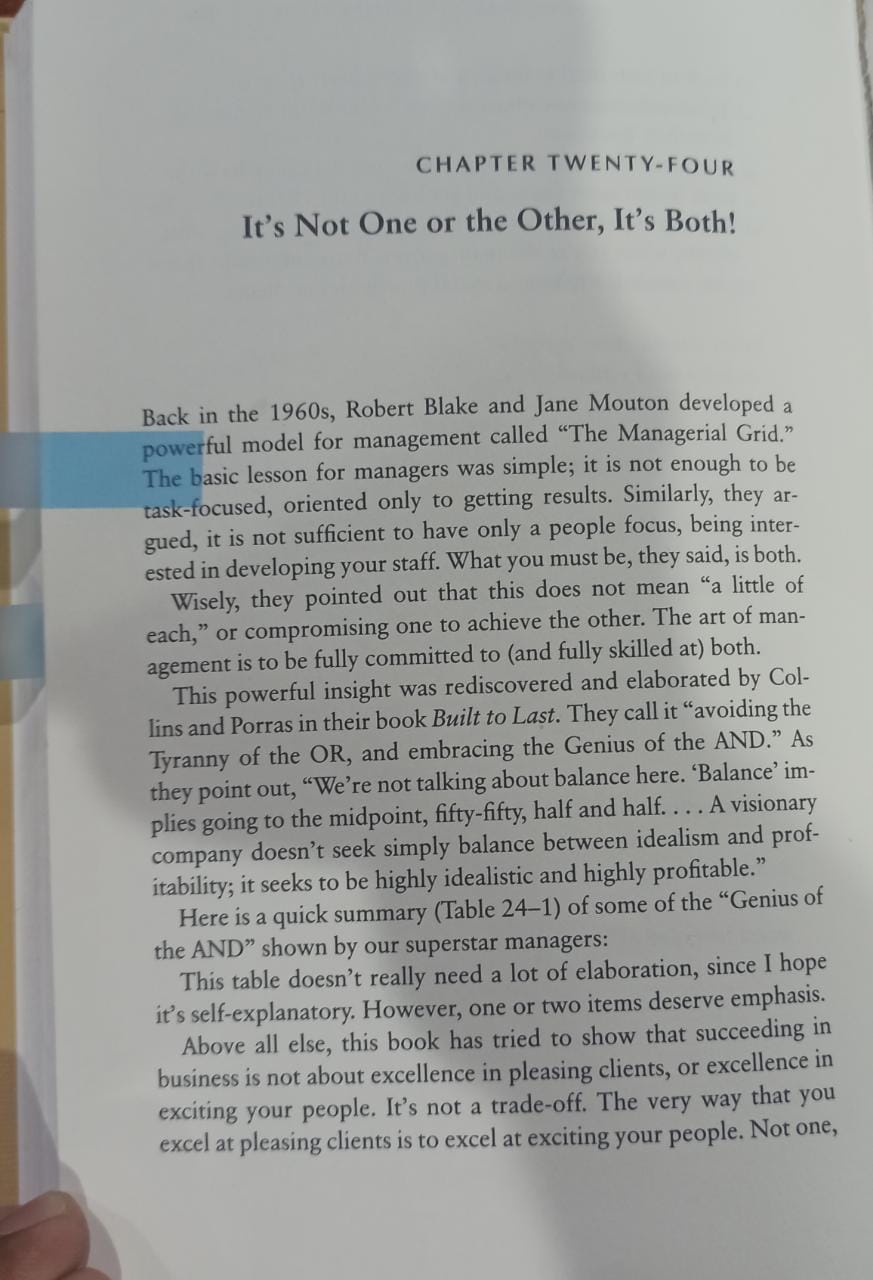 CHAPTER TWENTY-FOUR
It's Not One or the Other, It's Both!
Back in the 1960s, Robert Blake and Jane Mouton developed a
powerful model for management called “The Managerial Grid.”
The basic lesson for managers was simple; it is not enough to be
task-focused, oriented only to getting results. Similarly, they ar-
gued, it is not sufficient to have only a people focus, being inter-
ested in developing your staff. What you must be, they said, is both.
Wisely, they pointed out that this does not mean “a little of
each,” or compromising one to achieve the other. The art of man-
agement is to be fully committed to (and fully skilled at) both.
This powerful insight was rediscovered and elaborated by Col-
lins and Porras in their book Built to Last. They call it “avoiding the
Tyranny of the OR, and embracing the Genius of the AND.” As
they point out, “We're not talking about balance here. ‘Balance’ im-
plies going to the midpoint, fifty-fifty, half and half. . . . A visionary
company doesn't seek simply balance between idealism and prof-
itability; it seeks to be highly idealistic and highly profitable.”
Here is a quick summary (Table 24–1) of some of the “Genius of
the AND” shown by our superstar managers:
This table doesn't really need a lot of elaboration, since I hope
it's self-explanatory. However, one or two items deserve emphasis.
Above all else, this book has tried to show that succeeding in
business is not about excellence in pleasing clients, or excellence in
exciting your people. It's not a trade-off. The very way that you
excel at pleasing clients is to excel at exciting your people. Not one,